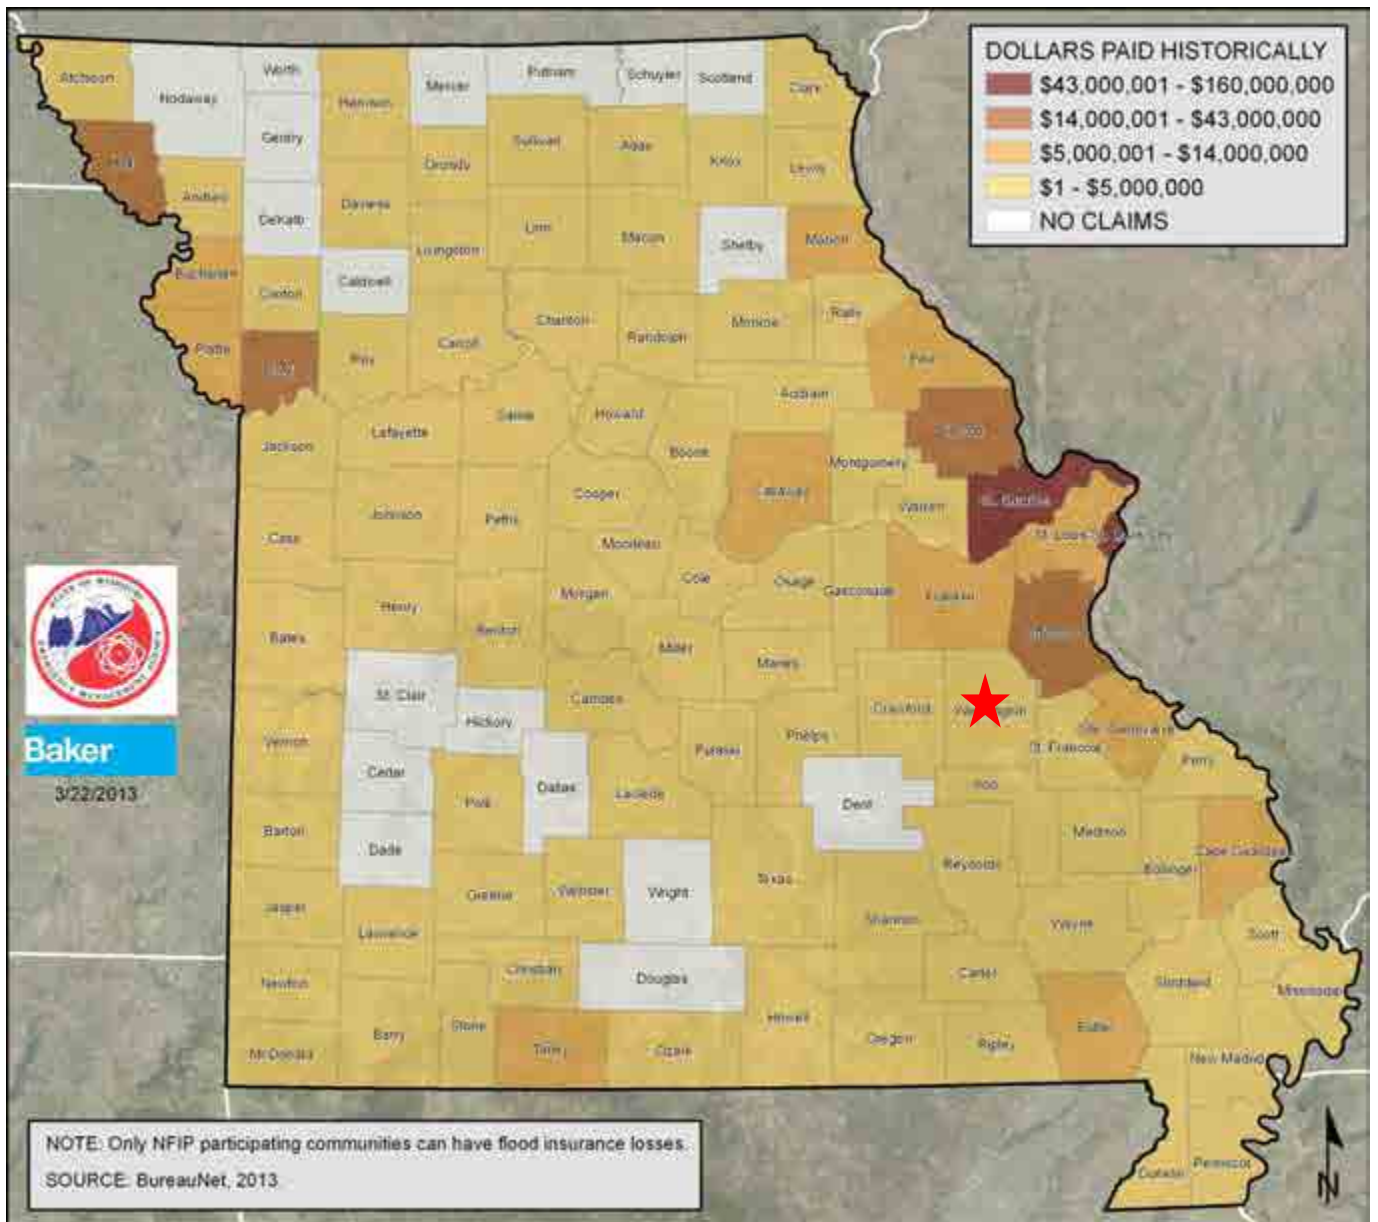 DOLLARS PAID HISTORICALLY
$43,000,001 - $160,000,000
$14,000,001 - $43,000,000
$5,000,001 - $14,000,000
$1 - $5,000,000
NO CLAIMS
Atchison
Nodaway
Worth
Harrison
Mercer
Putnam
Schuyler
Scotland
Clark
Gentry
Sullivan
Adair
Knox
Lewis
Grundy
Holt
Andrew
DeKalb
Daviess
Livingston
Linn
Macon
Shelby
Marion
Buchanan
Clinton
Caldwell
Chariton
Randolph
Monroe
Ralls
Platte
Clay
Ray
Carroll
Pike
Audrain
Jackson
Lafayette
Saline
Howard
Boone
Callaway
Montgomery
Lincoln
Warren
St. Charles
St. Louis
Cass
Johnson
Pettis
Cooper
Moniteau
Cole
Osage
Gasconade
Franklin
Jefferson
Bates
Henry
Benton
Morgan
Miller
Maries
Crawford
St. Clair
Hickory
Camden
Pulaski
Phelps
Ste. Genevieve
St. Francois
Perry
Vernon
Cedar
Dallas
Laclede
Dent
Iron
Polk
Barton
Dade
Madison
Bollinger
Cape Girardeau
Reynolds
Jasper
Greene
Webster
Wright
Texas
Shannon
Wayne
Lawrence
Scott
Newton
Christian
Douglas
Carter
Stoddard
Mississippi
McDonald
Barry
Stone
Taney
Ozark
Howell
Oregon
Ripley
Butler
New Madrid
Dunklin
Pemiscot
STATE OF MISSOURI
EMERGENCY MANAGEMENT AGENCY
Baker
3/22/2013
NOTE: Only NFIP participating communities can have flood insurance losses.
SOURCE: BureauNet, 2013
N